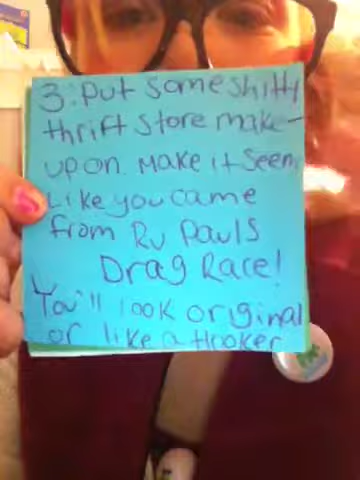 3. Put some shitty
thrift store make-
up on. Make it seem
Like you came
from Ru Pauls
Drag Race!
You'll look original
or like a Hooker